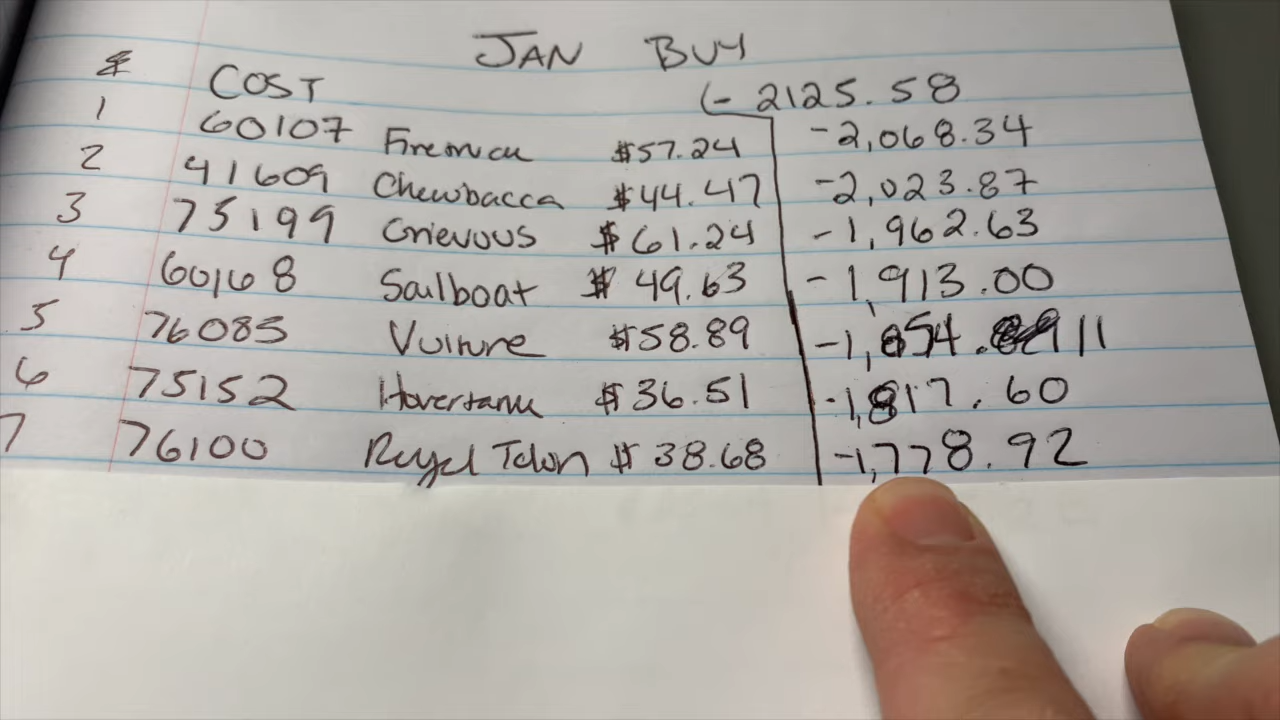 JAN BUY
# COST (- 2125.58
1 60107 Fireman $57.24 -2,068.34
2 41609 Chewbacca $44.47 -2,023.87
3 75199 Grievous $61.24 -1,962.63
4 60168 Sailboat $49.63 -1,913.00
5 76083 Vulture $58.89 -1,854.11
6 75152 Hovertank $36.51 -1,817.60
7 76100 Royal Talon $38.68 -1,778.92